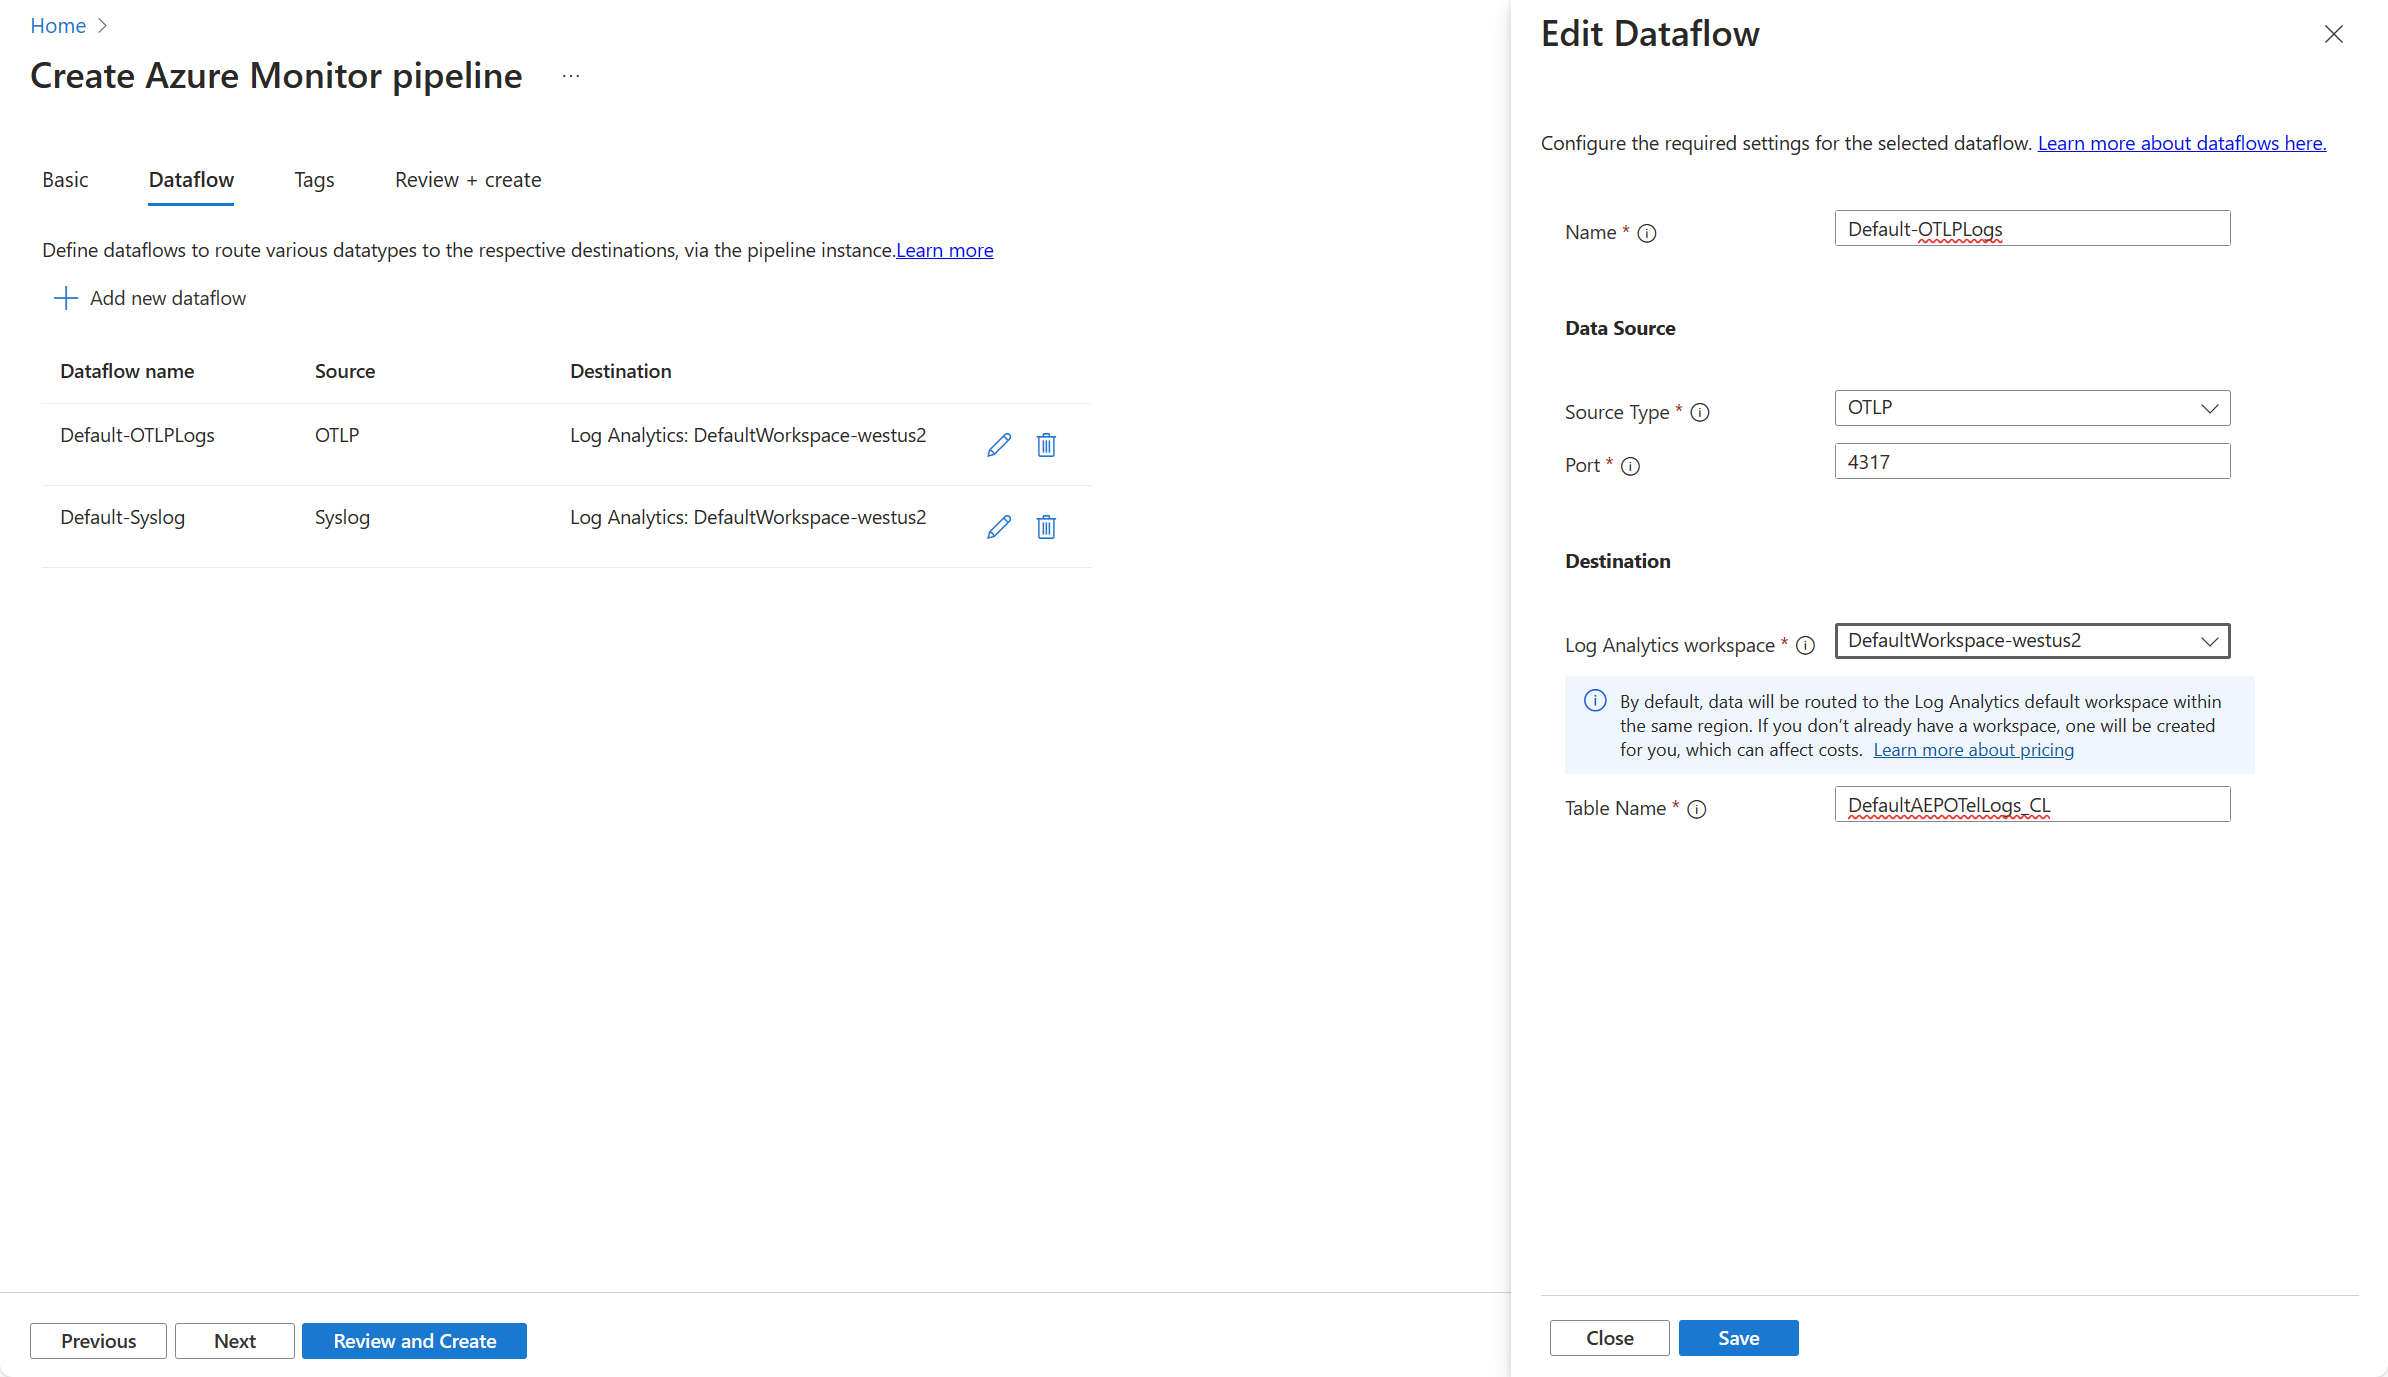 Home
Create Azure Monitor pipeline
Basic
Dataflow
Tags
Review + create
Define dataflows to route various datatypes to the respective destinations, via the pipeline instance.Learn more
Add new dataflow
Dataflow name Source Destination
Default-OTLPLogs OTLP Log Analytics: DefaultWorkspace-westus2
Default-Syslog Syslog Log Analytics: DefaultWorkspace-westus2
Previous
Next
Review and Create
Edit Dataflow
Configure the required settings for the selected dataflow. Learn more about dataflows here.
Name * Default-OTLPLogs
Data Source
Source Type * OTLP
Port * 4317
Destination
Log Analytics workspace * DefaultWorkspace-westus2
By default, data will be routed to the Log Analytics default workspace within
the same region. If you don’t already have a workspace, one will be created
for you, which can affect costs. Learn more about pricing
Table Name * DefaultAEPOTelLogs_CL
Close
Save